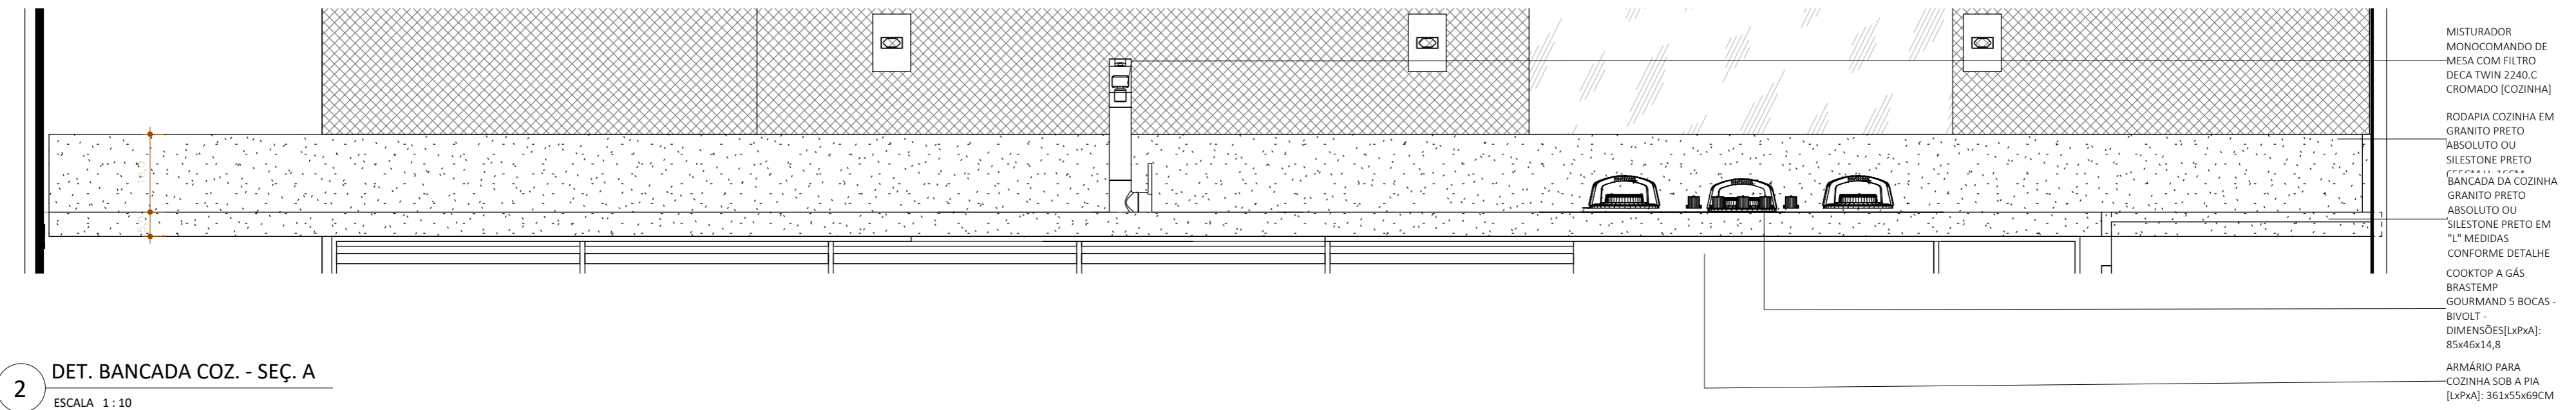 MISTURADOR
MONOCOMANDO DE
MESA COM FILTRO
DECA TWIN 2240.C
CROMADO [COZINHA]
RODAPIA COZINHA EM
GRANITO PRETO
ABSOLUTO OU
SILESTONE PRETO
BANCADA DA COZINHA
GRANITO PRETO
ABSOLUTO OU
SILESTONE PRETO EM
"L" MEDIDAS
CONFORME DETALHE
COOKTOP A GÁS
BRASTEMP
GOURMAND 5 BOCAS -
BIVOLT -
DIMENSÕES[LxPxA]:
85x46x14,8
ARMÁRIO PARA
COZINHA SOB A PIA
[LxPxA]: 361x55x69CM
2
DET. BANCADA COZ. - SEÇ. A
ESCALA 1 : 10